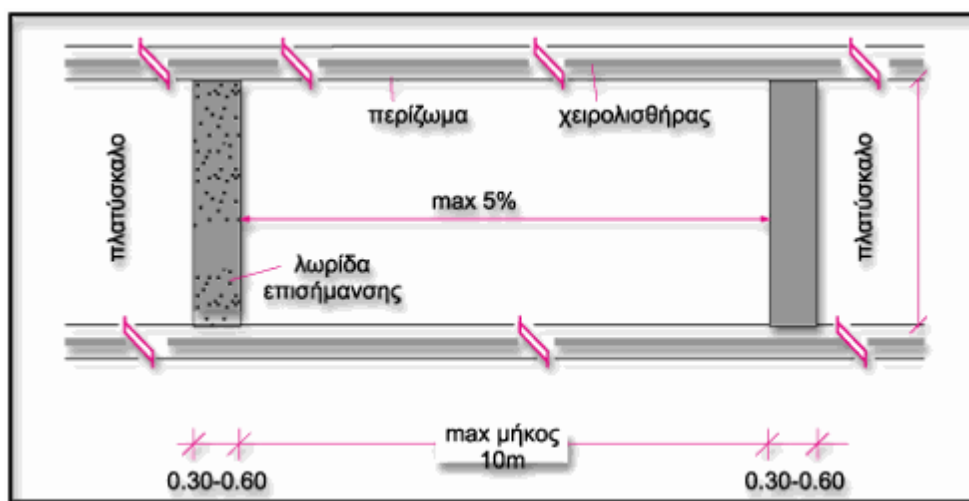 περίζωμα
χειρολισθήρας
πλατύσκαλο
max 5%
πλατύσκαλο
λωρίδα
επισήμανσης
max μήκος
10m
0.30-0.60
0.30-0.60